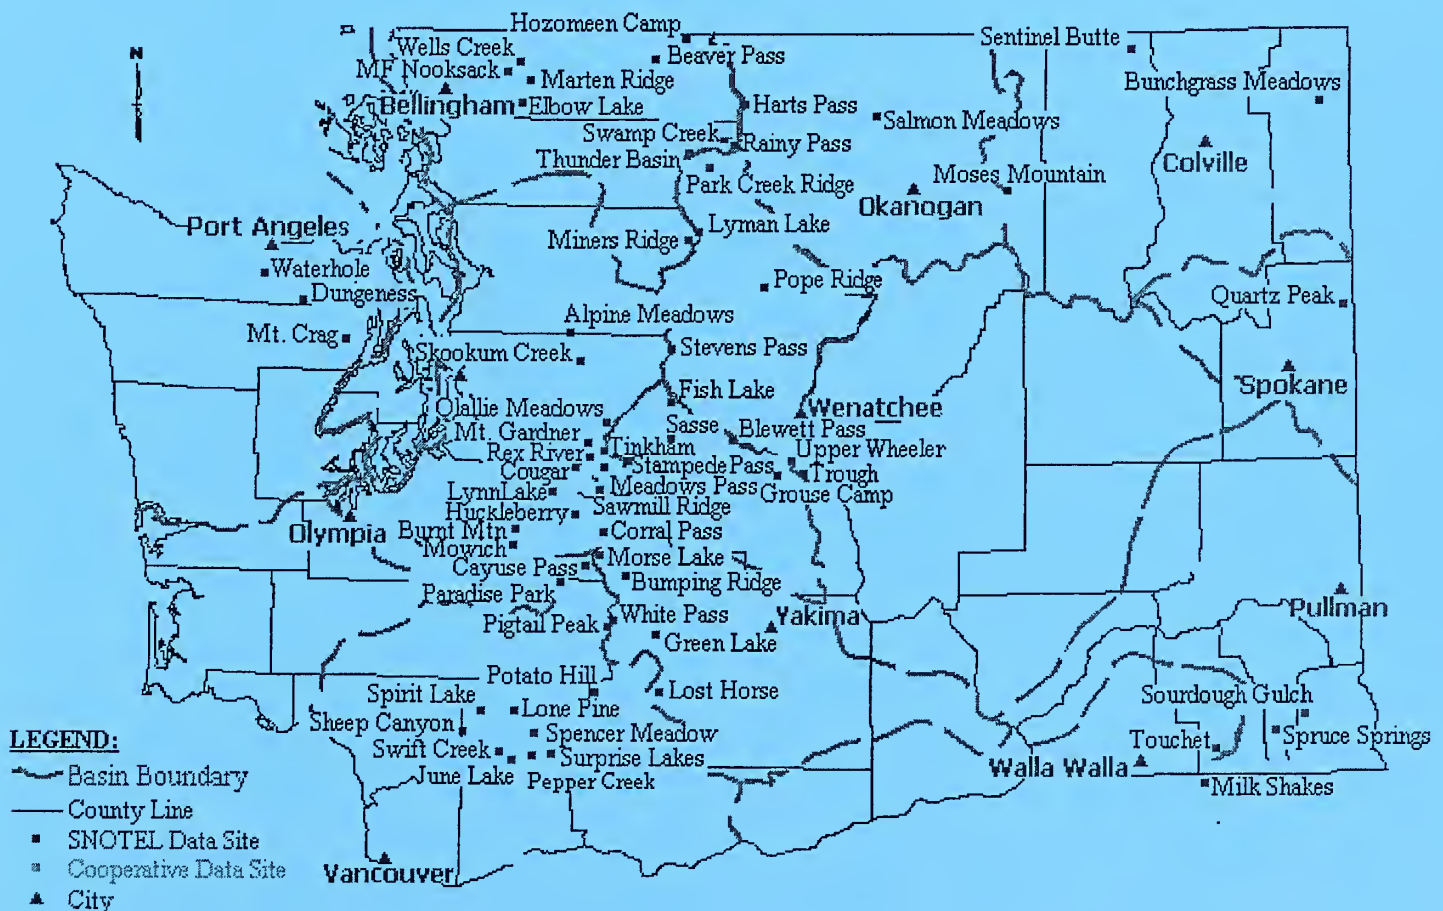 Hozomeen Camp
Sentinel Butte
Wells Creek
Beaver Pass
MF Nooksack
Marten Ridge
Bunchgrass Meadows
N
Bellingham
Elbow Lake
Harts Pass
Salmon Meadows
Swamp Creek
Rainy Pass
Thunder Basin
Colville
Park Creek Ridge
Moses Mountain
Okanogan
Port Angeles
Lyman Lake
Miners Ridge
Waterhole
Pope Ridge
Dungeness
Quartz Peak
Alpine Meadows
Mt. Crag
Skookum Creek
Stevens Pass
Spokane
Fish Lake
Olallie Meadows
Wenatchee
Sasse
Blewett Pass
Mt. Gardner
Tinkham
Upper Wheeler
Rex River
Stampede Pass
Cougar
Trough
Meadows Pass
Grouse Camp
LynnLake
Sawmill Ridge
Huckleberry
Olympia
Burnt Mtn
Corral Pass
Mowich
Morse Lake
Cayuse Pass
Bumping Ridge
Paradise Park
Pullman
White Pass
Yakima
Pigtail Peak
Green Lake
Potato Hill
Lost Horse
Sourdough Gulch
Spirit Lake
Lone Pine
Sheep Canyon
Spencer Meadow
Spruce Springs
Touchet
Swift Creek
Surprise Lakes
Walla Walla
June Lake
Pepper Creek
Milk Shakes
Vancouver
LEGEND:
Basin Boundary
County Line
SNOTEL Data Site
Cooperative Data Site
City